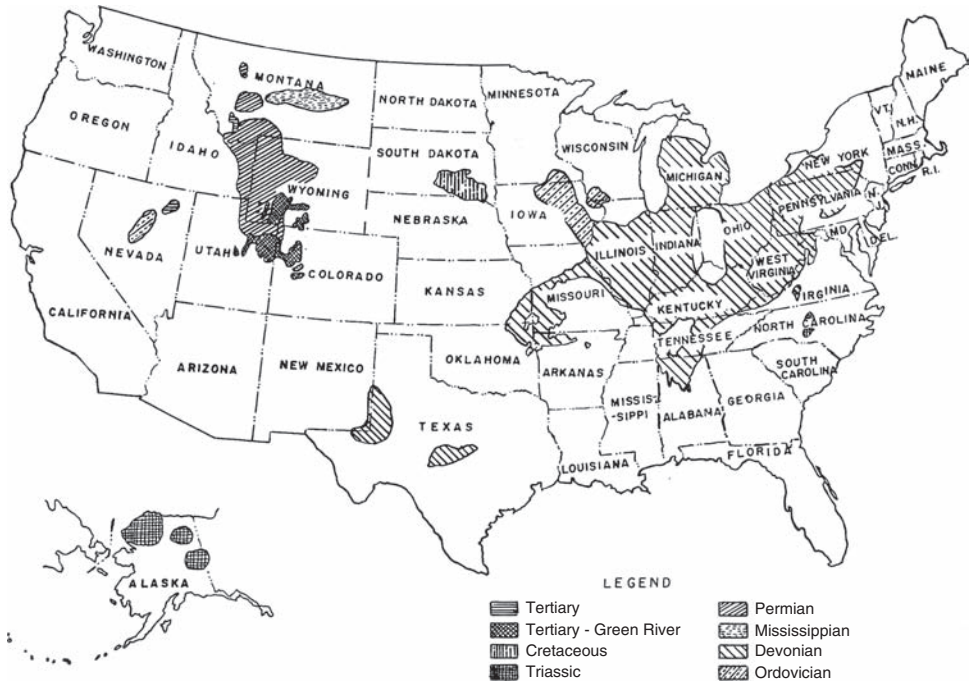 WASHINGTON
MONTANA
NORTH DAKOTA
MINNESOTA
MAINE
OREGON
IDAHO
WYOMING
SOUTH DAKOTA
WISCONSIN
MICHIGAN
VT.
N.H.
NEW YORK
MASS.
CONN.
R.I.
NEBRASKA
IOWA
PENNSYLVANIA
N.
J.
NEVADA
UTAH
COLORADO
ILLINOIS
INDIANA
OHIO
MD.
DEL.
WEST
VIRGINIA
CALIFORNIA
KANSAS
MISSOURI
KENTUCKY
VIRGINIA
ARIZONA
NEW MEXICO
OKLAHOMA
ARKANSAS
TENNESSEE
NORTH CAROLINA
SOUTH
CAROLINA
TEXAS
MISSIS-
-SIPPI
ALABANA
GEORGIA
LOUISIANA
FLORIDA
ALASKA
LEGEND
Tertiary
Tertiary - Green River
Cretaceous
Triassic
Permian
Mississippian
Devonian
Ordovician